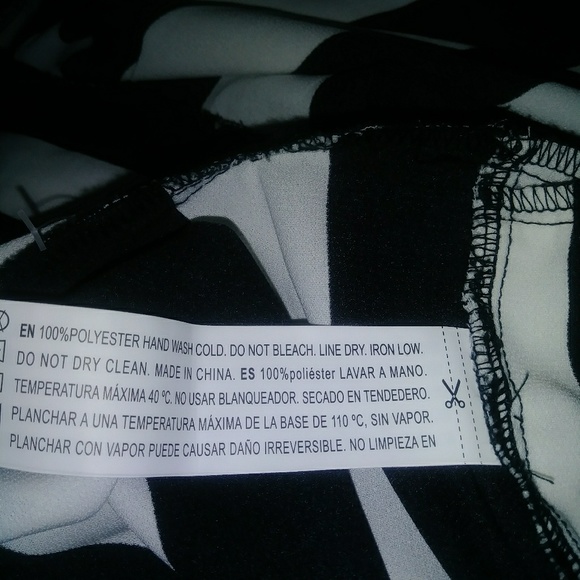 EN 100%POLYESTER HAND WASH COLD. DO NOT BLEACH. LINE DRY. IRON LOW.
DO NOT DRY CLEAN. MADE IN CHINA. ES 100%poliéster LAVAR A MANO.
TEMPERATURA MÁXIMA 40 ºC. NO USAR BLANQUEADOR. SECADO EN TENDEDERO.
PLANCHAR A UNA TEMPERATURA MÁXIMA DE LA BASE DE 110 ºC, SIN VAPOR.
PLANCHAR CON VAPOR PUEDE CAUSAR DAÑO IRREVERSIBLE. NO LIMPIEZA EN